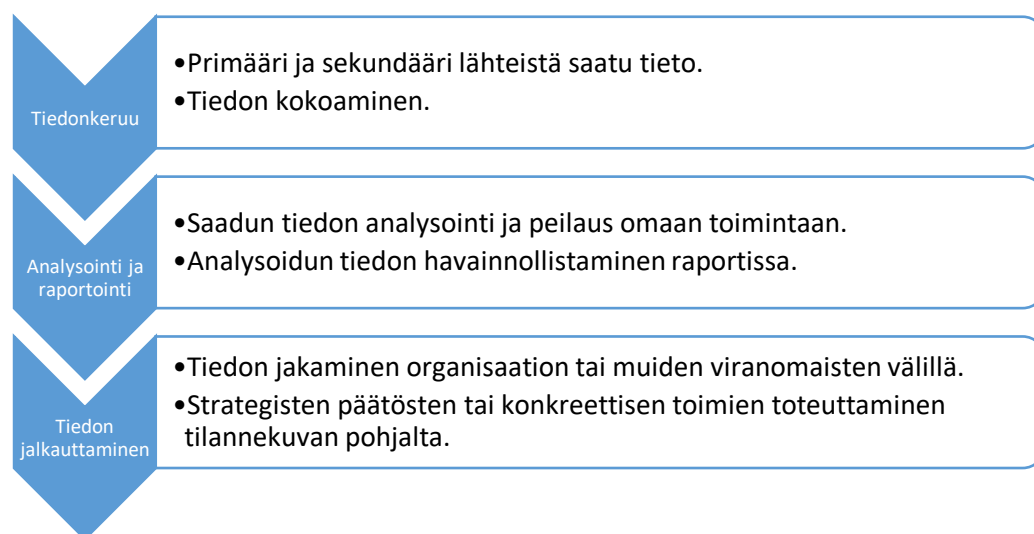 Tiedonkeruu
•Primääri ja sekundääri lähteistä saatu tieto.
•Tiedon kokoaminen.
Analysointi ja
raportointi
•Saadun tiedon analysointi ja peilaus omaan toimintaan.
•Analysoidun tiedon havainnollistaminen raportissa.
Tiedon
jalkauttaminen
•Tiedon jakaminen organisaation tai muiden viranomaisten välillä.
•Strategisten päätösten tai konkreettisen toimien toteuttaminen
tilannekuvan pohjalta.